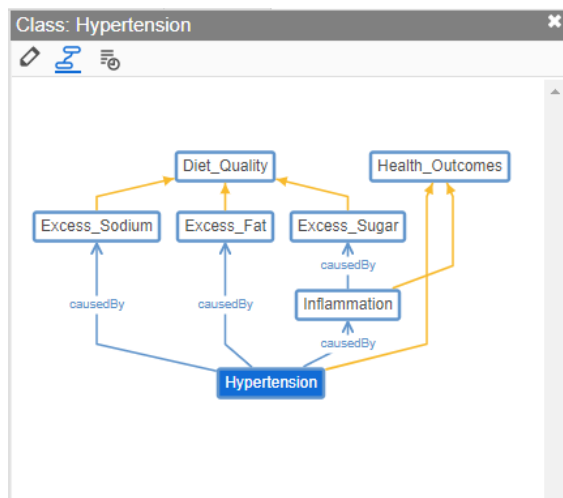 Class: Hypertension
Diet_Quality
Health_Outcomes
Excess_Sodium
Excess_Fat
Excess_Sugar
causedBy
causedBy
causedBy
Inflammation
causedBy
Hypertension